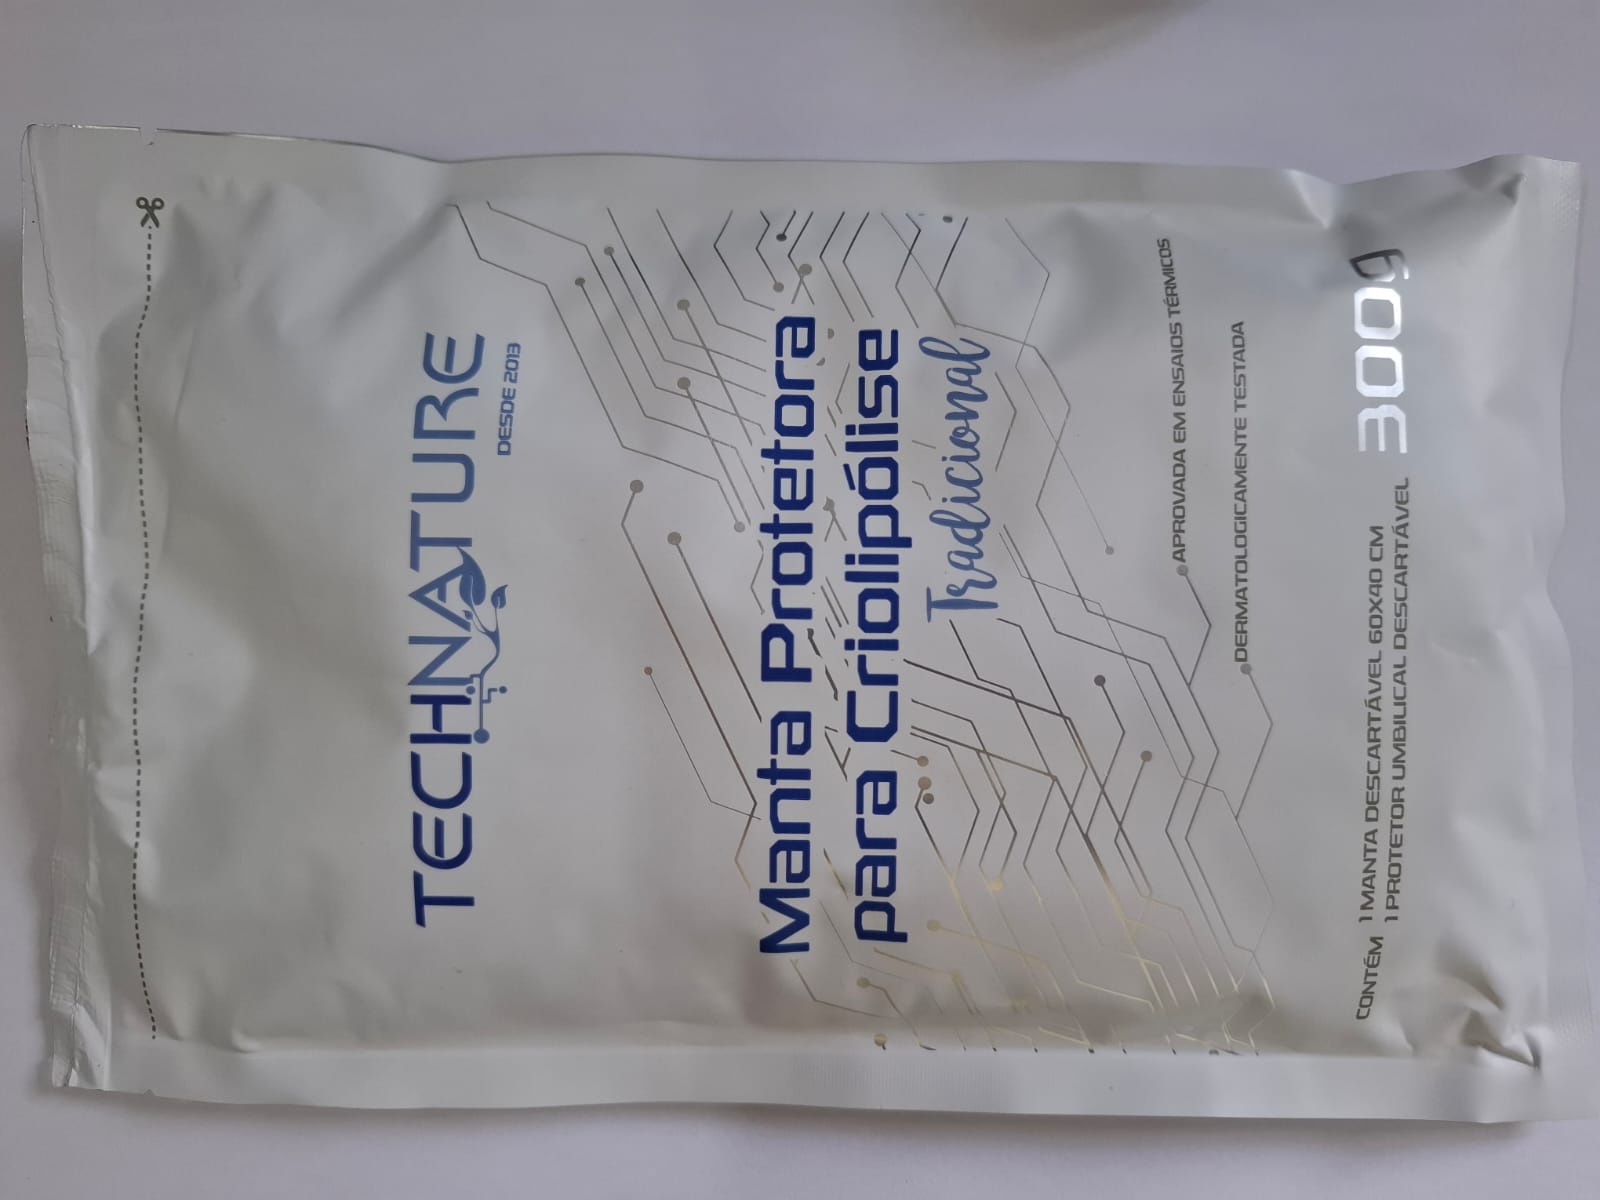 TECHNATURE
DESDE 2013
Manta Protetora
para Criolipólise
Tradicional
APROVADA EM ENSAIOS TÉRMICOS
DERMATOLOGICAMENTE TESTADA
CONTÉM 1 MANTA DESCARTÁVEL 60X40 CM
1 PROTETOR UMBILICAL DESCARTÁVEL
300g